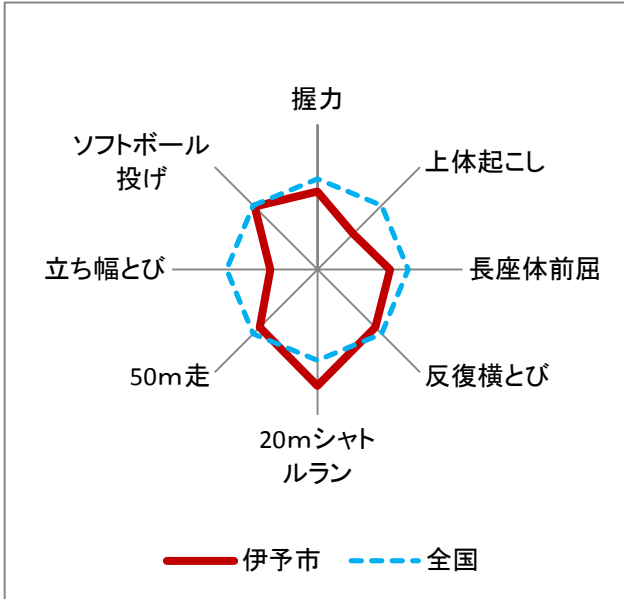 握力
上体起こし
長座体前屈
反復横とび
20mシャト
ルラン
50m走
立ち幅とび
ソフトボール
投げ
伊予市
全国